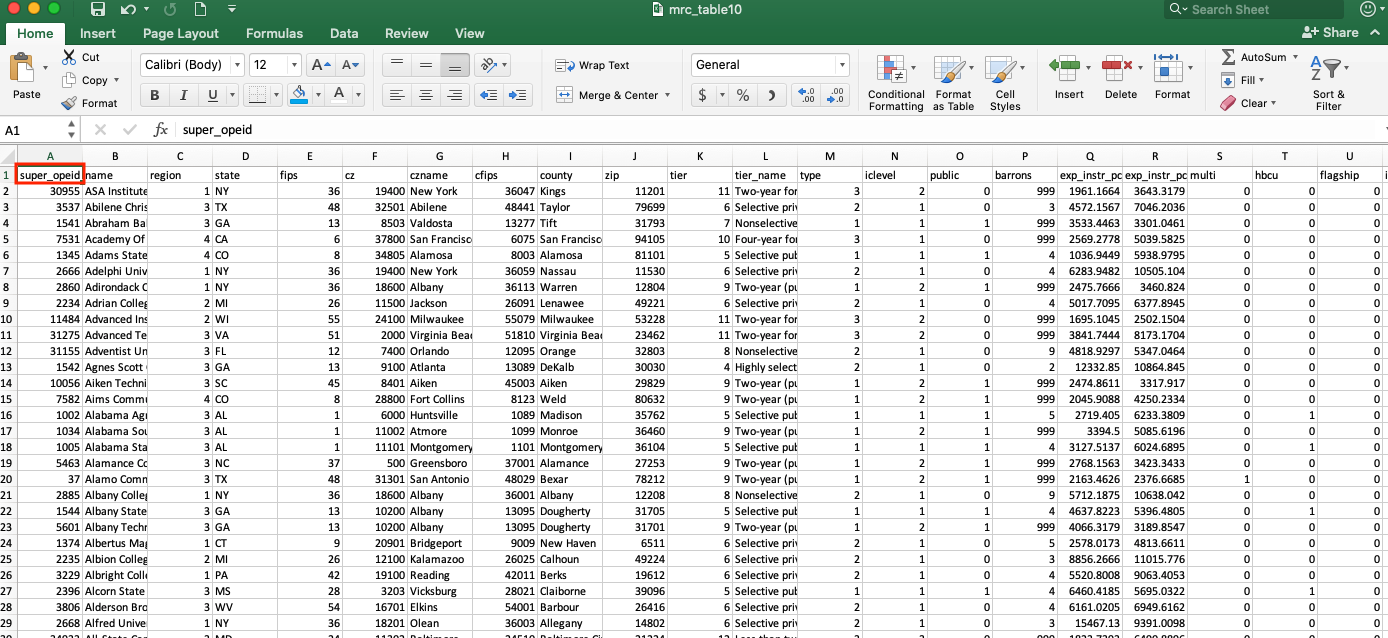 mrc_table10
Search Sheet
Home Insert Page Layout Formulas Data Review View Share
Paste Cut Copy Format
Calibri (Body) 12 A A
B I U A
Wrap Text
Merge & Center
General
$ % .00 .0
Conditional Formatting
Format as Table
Cell Styles
Insert Delete Format
AutoSum
Fill
Clear
Sort & Filter
A1 fx super_opeid
A B C D E F G H I J K L M N O P Q R S T U
1 super_opeid name region state fips cz czname cfips county zip tier tier_name type iclevel public barrons exp_instr_pc exp_instr_pc multi hbcu flagship i
2 30955 ASA Institute 1 NY 36 19400 New York 36047 Kings 11201 11 Two-year for 3 2 0 999 1961.1664 3643.3179 0 0 0
3 3537 Abilene Chris 3 TX 48 32501 Abilene 48441 Taylor 79699 6 Selective priv 2 1 0 3 4572.1567 7046.2036 0 0 0
4 1541 Abraham Ba 3 GA 13 8503 Valdosta 13277 Tift 31793 7 Nonselective 1 1 1 999 3533.4463 3301.0461 0 0 0
5 7531 Academy Of 4 CA 6 37800 San Francisco 6075 San Francisco 94105 10 Four-year for 3 1 0 999 2569.2778 5039.5825 0 0 0
6 1345 Adams State 4 CO 8 34805 Alamosa 8003 Alamosa 81101 5 Selective pub 1 1 1 4 1036.9449 5938.9795 0 0 0
7 2666 Adelphi Univ 1 NY 36 19400 New York 36059 Nassau 11530 6 Selective priv 2 1 0 4 6283.9482 10505.104 0 0 0
8 2860 Adirondack C 1 NY 36 18600 Albany 36113 Warren 12804 9 Two-year (pu 1 2 1 999 2475.7666 3460.824 0 0 0
9 2234 Adrian Colleg 2 MI 26 11500 Jackson 26091 Lenawee 49221 6 Selective priv 2 1 0 4 5017.7095 6377.8945 0 0 0
10 11484 Advanced Ins 2 WI 55 24100 Milwaukee 55079 Milwaukee 53228 11 Two-year for 3 2 0 999 1695.1045 2502.1504 0 0 0
11 31275 Advanced Te 3 VA 51 2000 Virginia Beac 51810 Virginia Beac 23462 11 Two-year for 3 2 0 999 3841.7444 8173.1704 0 0 0
12 31155 Adventist Un 3 FL 12 7400 Orlando 12095 Orange 32803 8 Nonselective 2 1 0 9 4818.9297 5347.0464 0 0 0
13 1542 Agnes Scott 3 GA 13 9100 Atlanta 13089 DeKalb 30030 4 Highly select 2 1 0 2 12332.85 10864.845 0 0 0
14 10056 Aiken Techni 3 SC 45 8401 Aiken 45003 Aiken 29829 9 Two-year (pu 1 2 1 999 2474.8611 3317.917 0 0 0
15 7582 Aims Commu 4 CO 8 28800 Fort Collins 8123 Weld 80632 9 Two-year (pu 1 2 1 999 2045.9088 4250.2334 0 0 0
16 1002 Alabama Agr 3 AL 1 6000 Huntsville 1089 Madison 35762 5 Selective pub 1 1 1 5 2719.405 6233.3809 0 1 0
17 1034 Alabama Sou 3 AL 1 11002 Atmore 1099 Monroe 36460 9 Two-year (pu 1 2 1 999 3394.5 5085.6196 0 0 0
18 1005 Alabama Sta 3 AL 1 11101 Montgomery 1101 Montgomery 36104 5 Selective pub 1 1 1 4 3127.5137 6024.6895 0 1 0
19 5463 Alamance Co 3 NC 37 500 Greensboro 37001 Alamance 27253 9 Two-year (pu 1 2 1 999 2768.1563 3423.3433 0 0 0
20 37 Alamo Comm 3 TX 48 31301 San Antonio 48029 Bexar 78212 9 Two-year (pu 1 2 1 999 2163.4626 2376.6685 1 0 0
21 2885 Albany Colleg 1 NY 36 18600 Albany 36001 Albany 12208 8 Nonselective 2 1 0 9 5712.1875 10638.042 0 0 0
22 1544 Albany State 3 GA 13 10200 Albany 13095 Dougherty 31705 5 Selective pub 1 1 1 4 4637.8223 5396.4805 0 1 0
23 5601 Albany Techn 3 GA 13 10200 Albany 13095 Dougherty 31701 9 Two-year (pu 1 2 1 999 4066.3179 3189.8547 0 0 0
24 1374 Albertus Mag 1 CT 9 20901 Bridgeport 9009 New Haven 6511 6 Selective priv 2 1 0 5 2578.0173 4813.6611 0 0 0
25 2235 Albion Colleg 2 MI 26 12100 Kalamazoo 26025 Calhoun 49224 6 Selective priv 2 1 0 3 8856.2666 11015.776 0 0 0
26 3229 Albright Colle 1 PA 42 19100 Reading 42011 Berks 19612 6 Selective priv 2 1 0 4 5520.8008 9063.4053 0 0 0
27 2396 Alcorn State 3 MS 28 3203 Vicksburg 28021 Claiborne 39096 5 Selective pub 1 1 1 4 6460.4185 5695.0322 0 1 0
28 3806 Alderson Bro 3 WV 54 16701 Elkins 54001 Barbour 26416 6 Selective priv 2 1 0 4 6161.0205 6949.6162 0 0 0
29 2668 Alfred Unive 1 NY 36 18201 Olean 36003 Allegany 14802 6 Selective priv 2 1 0 3 15467.13 9391.0098 0 0 0